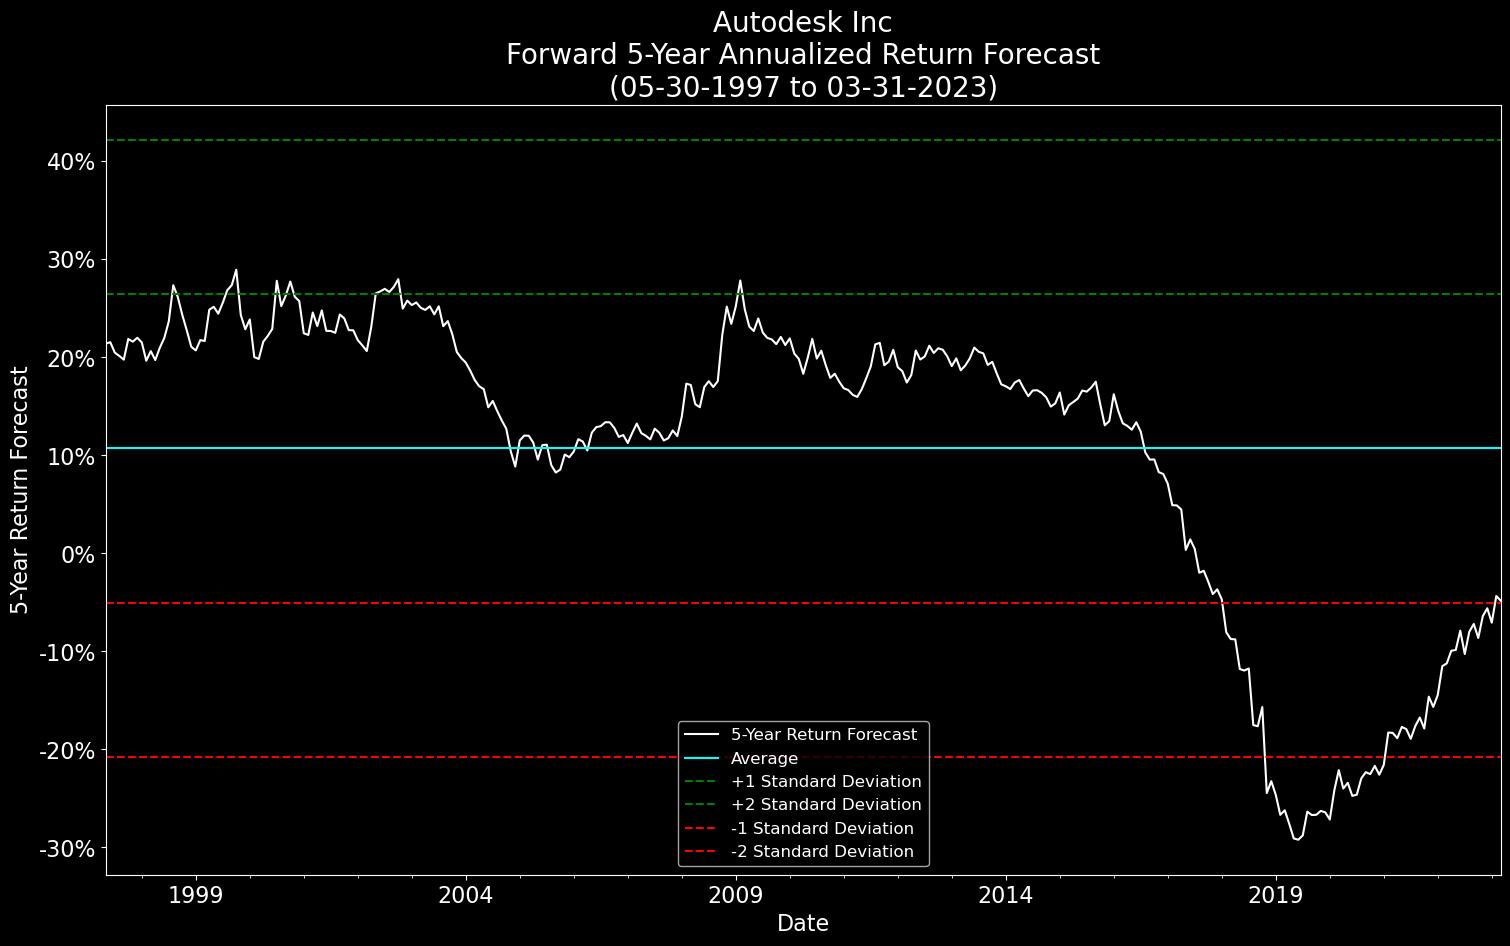 Autodesk Inc
Forward 5-Year Annualized Return Forecast
(05-30-1997 to 03-31-2023)
5-Year Return Forecast
40%
30%
20%
10%
0%
-10%
-20%
-30%
5-Year Return Forecast
Average
+1 Standard Deviation
+2 Standard Deviation
-1 Standard Deviation
-2 Standard Deviation
1999
2004
2009
2014
2019
Date